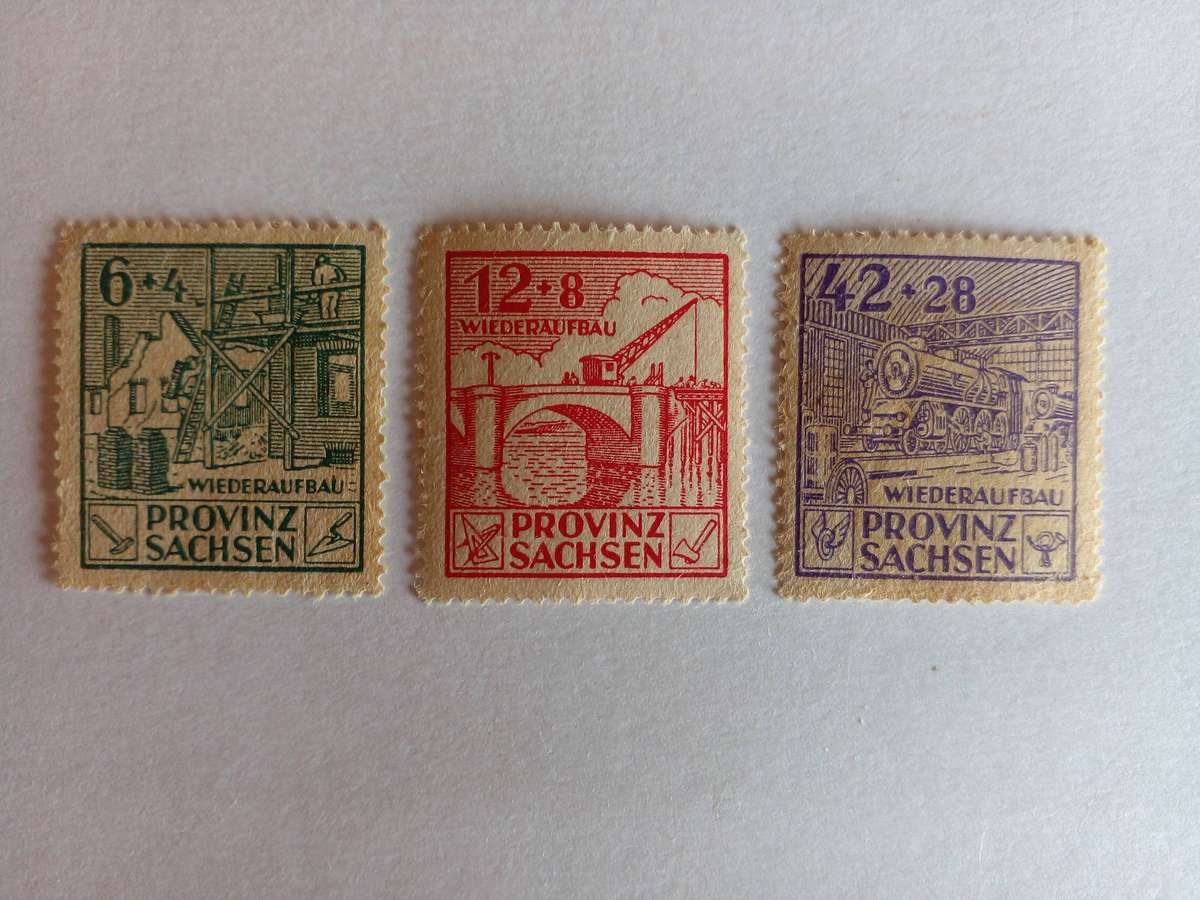 6+4
WIEDERAUFBAU
PROVINZ
SACHSEN
12+8
WIEDERAUFBAU
PROVINZ
SACHSEN
42+28
WIEDERAUFBAU
PROVINZ
SACHSEN